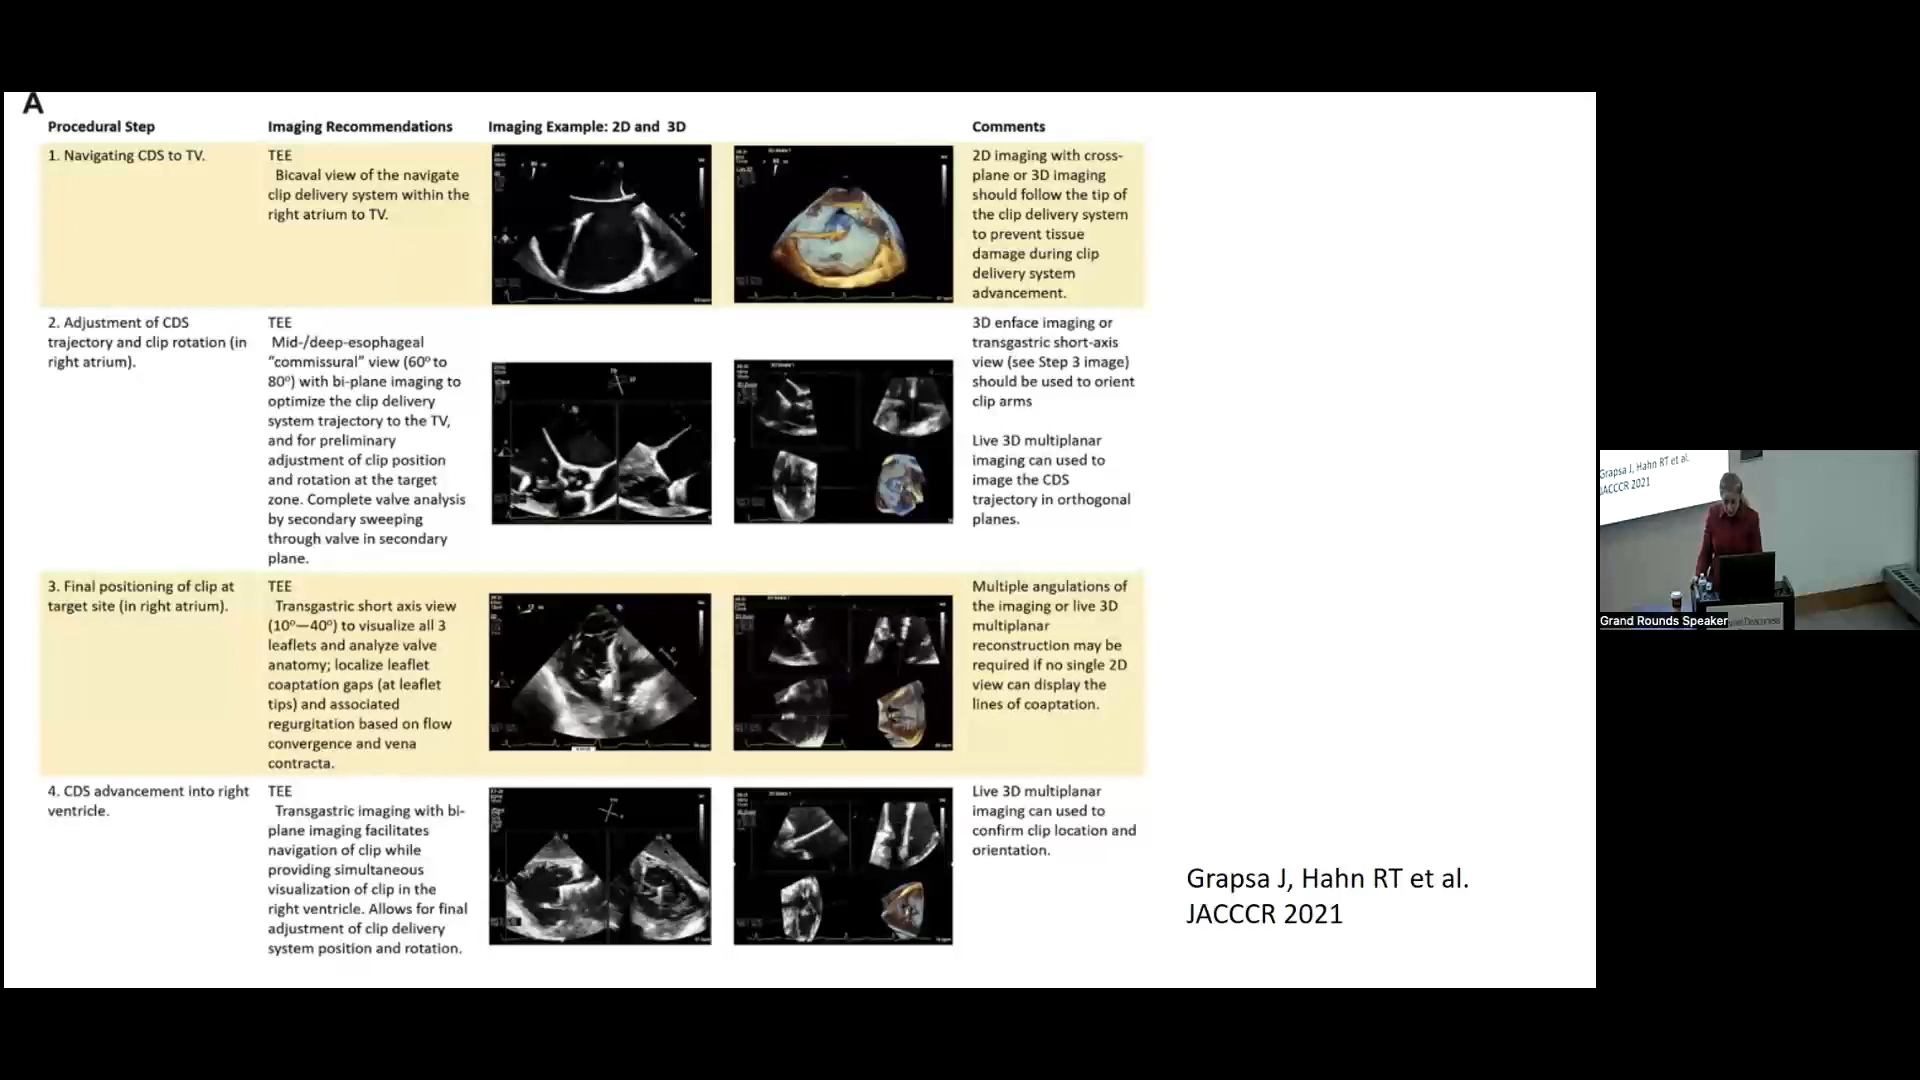 A
Procedural Step
Imaging Recommendations
Imaging Example: 2D and 3D
Comments
1. Navigating CDS to TV.
TEE
Bicaval view of the navigate
clip delivery system within the
right atrium to TV.
2D imaging with cross-
plane or 3D imaging
should follow the tip of
the clip delivery system
to prevent tissue
damage during clip
delivery system
advancement.
2. Adjustment of CDS
trajectory and clip rotation (in
right atrium).
TEE
Mid-/deep-esophageal
“commissural” view (60º to
80º) with bi-plane imaging to
optimize the clip delivery
system trajectory to the TV,
and for preliminary
adjustment of clip position
and rotation at the target
zone. Complete valve analysis
by secondary sweeping
through valve in secondary
plane.
3D enface imaging or
transgastric short-axis
view (see Step 3 image)
should be used to orient
clip arms
Live 3D multiplanar
imaging can used to
image the CDS
trajectory in orthogonal
planes.
3. Final positioning of clip at
target site (in right atrium).
TEE
Transgastric short axis view
(10º—40º) to visualize all 3
leaflets and analyze valve
anatomy; localize leaflet
coaptation gaps (at leaflet
tips) and associated
regurgitation based on flow
convergence and vena
contracta.
Multiple angulations of
the imaging or live 3D
multiplanar
reconstruction may be
required if no single 2D
view can display the
lines of coaptation.
4. CDS advancement into right
ventricle.
TEE
Transgastric imaging with bi-
plane imaging facilitates
navigation of clip while
providing simultaneous
visualization of clip in the
right ventricle. Allows for final
adjustment of clip delivery
system position and rotation.
Live 3D multiplanar
imaging can used to
confirm clip location and
orientation.
Grapsa J, Hahn RT et al.
JACCCR 2021
Grapsa J, Hahn RT et al.
JACCCR 2021
Grand Rounds Speaker